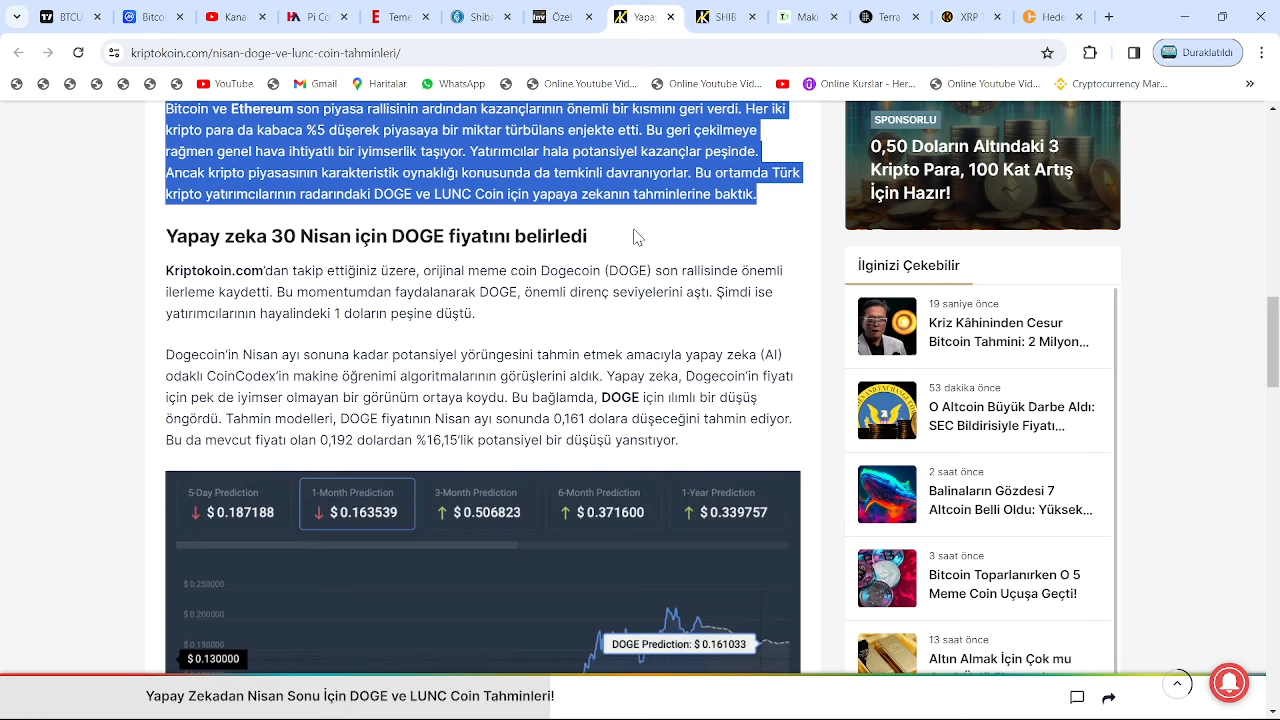 BTCU
HABE
Pi
Teme
Shib
Özel
Yapa
SHIB
Maki
Terra
XRP
Hede
kriptokoin.com/nisan-doge-ve-lunc-coin-tahminleri/
Duraklatıldı
YouTube
Gmail
Haritalar
WhatsApp
Online Youtube Vid...
Online Youtube Vid...
Online Kurslar - Her...
Online Youtube Vid...
Cryptocurrency Mar...
Bitcoin ve Ethereum son piyasa rallisinin ardından kazançlarının önemli bir kısmını geri verdi. Her iki
kripto para da kabaca %5 düşerek piyasaya bir miktar türbülans enjekte etti. Bu geri çekilmeye
rağmen genel hava ihtiyatlı bir iyimserlik taşıyor. Yatırımcılar hala potansiyel kazançlar peşinde.
Ancak kripto piyasasının karakteristik oynaklığı konusunda da temkinli davranıyorlar. Bu ortamda Türk
kripto yatırımcılarının radarındaki DOGE ve LUNC Coin için yapaya zekanın tahminlerine baktık.
Yapay zeka 30 Nisan için DOGE fiyatını belirledi
Kriptokoin.com'dan takip ettiğiniz üzere, orijinal meme coin Dogecoin (DOGE) son rallisinde önemli
ilerleme kaydetti. Bu momentumdan faydalanarak DOGE, önemli direnç seviyelerini aştı. Şimdi ise
yatırımcılarının hayalindeki 1 doların peşine düştü.
Dogecoin'in Nisan ayı sonuna kadar potansiyel yörüngesini tahmin etmek amacıyla yapay zeka (AI)
odaklı CoinCodex'in makine öğrenimi algoritmalarının görüşlerini aldık. Yapay zeka, Dogecoin'in fiyatı
için pek de iyimser olmayan bir görünüm ortaya koydu. Bu bağlamda, DOGE için ılımlı bir düşüş
öngördü. Tahmin modelleri, DOGE fiyatının Nisan ayı sonunda 0,161 dolara düşeceğini tahmin ediyor.
Bu da mevcut fiyatı olan 0,192 dolardan %16,15'lik potansiyel bir düşüşü yansıtıyor.
5-Day Prediction
$ 0.187188
1-Month Prediction
$ 0.163539
3-Month Prediction
$ 0.506823
6-Month Prediction
$ 0.371600
1-Year Prediction
$ 0.339757
$ 0.250000
$ 0.200000
$ 0.150000
$ 0.130000
DOGE Prediction: $ 0.161033
SPONSORLU
0,50 Doların Altındaki 3
Kripto Para, 100 Kat Artış
İçin Hazır!
İlginizi Çekebilir
19 saniye önce
Kriz Kâhininden Cesur
Bitcoin Tahmini: 2 Milyon...
53 dakika önce
O Altcoin Büyük Darbe Aldı:
SEC Bildirisiyle Fiyatı...
2 saat önce
Balinaların Gözdesi 7
Altcoin Belli Oldu: Yüksek...
3 saat önce
Bitcoin Toparlanırken O 5
Meme Coin Uçuşa Geçti!
13 saat önce
Altın Almak İçin Çok mu
Yapay Zekadan Nisan Sonu İçin DOGE ve LUNC Coin Tahminleri!